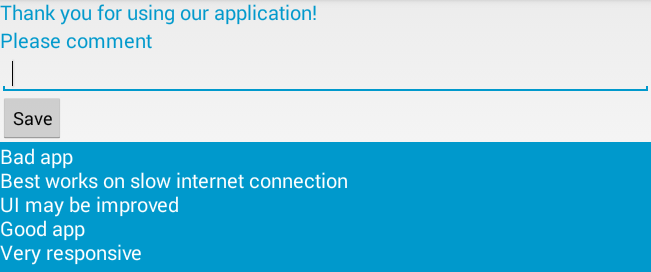 Thank you for using our application!
Please comment
Save
Bad app
Best works on slow internet connection
UI may be improved
Good app
Very responsive